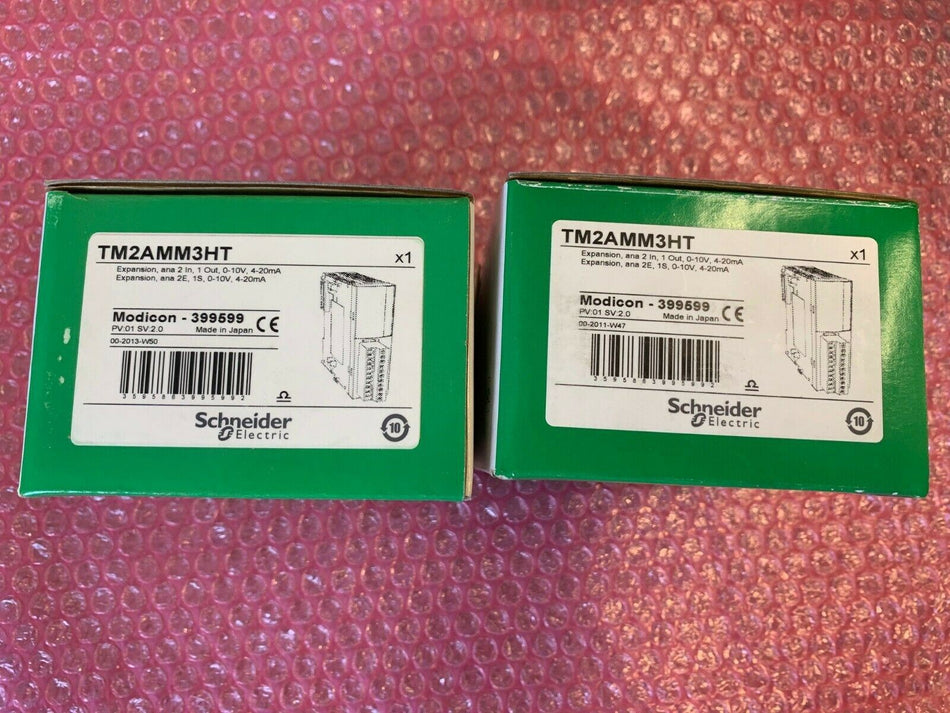 TM2AMM3HT
x1
Expansion, ana 2 In, 1 Out, 0-10V, 4-20mA
Expansion, ana 2E, 1S, 0-10V, 4-20mA
Modicon - 399599
PV:01 SV:2.0 Made in Japan CE
00-2013-W50
3595863995992
Schneider
Electric
10
TM2AMM3HT
x1
Expansion, ana 2 In, 1 Out, 0-10V, 4-20mA
Expansion, ana 2E, 1S, 0-10V, 4-20mA
Modicon - 399599
PV:01 SV:2.0 Made in Japan CE
00-2011-W47
3595863995992
Schneider
Electric
10